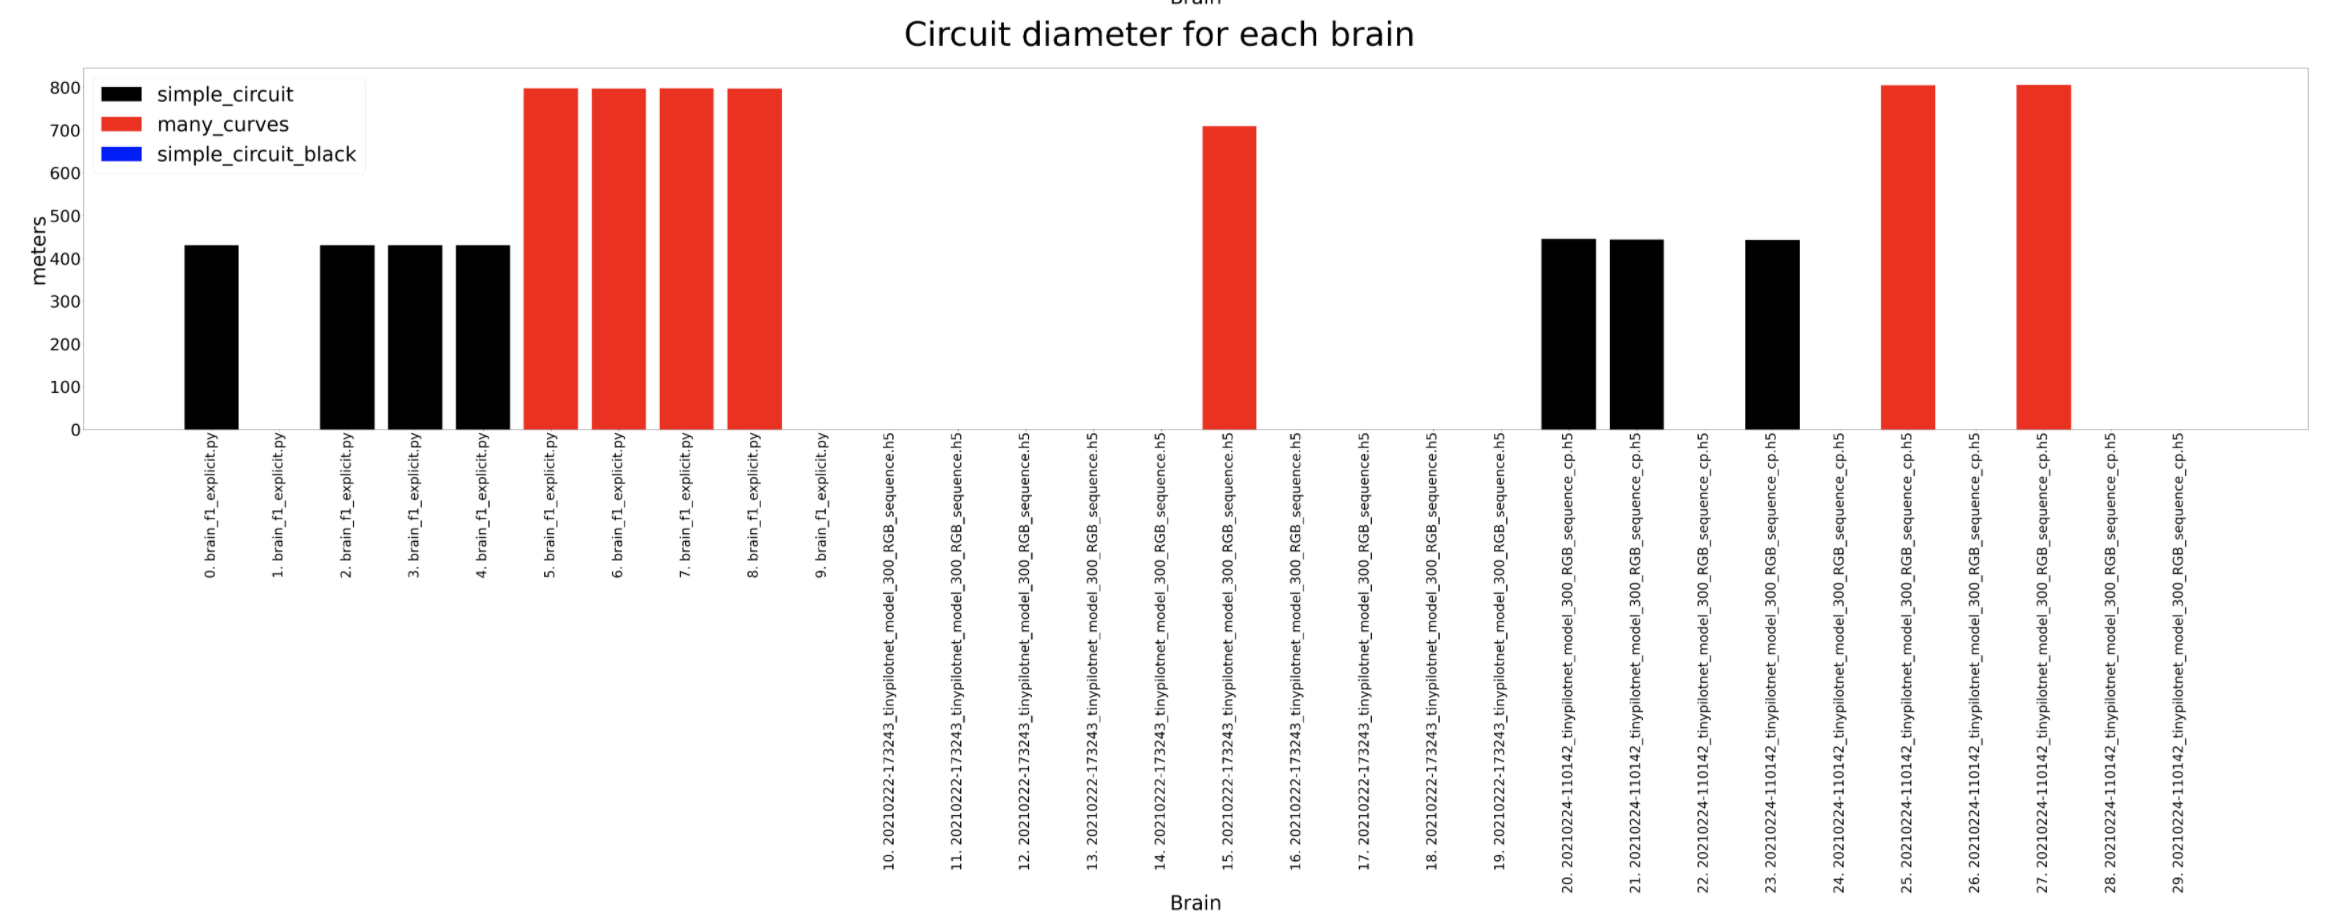 Brain
Circuit diameter for each brain
simple_circuit
many_curves
simple_circuit_black
meters
800
700
600
500
400
300
200
100
0
0. brain_f1_explicit.py
1. brain_f1_explicit.py
2. brain_f1_explicit.py
3. brain_f1_explicit.py
4. brain_f1_explicit.py
5. brain_f1_explicit.py
6. brain_f1_explicit.py
7. brain_f1_explicit.py
8. brain_f1_explicit.py
9. brain_f1_explicit.py
10. 20210222-173243_tinypilotnet_model_300_RGB_sequence.h5
11. 20210222-173243_tinypilotnet_model_300_RGB_sequence.h5
12. 20210222-173243_tinypilotnet_model_300_RGB_sequence.h5
13. 20210222-173243_tinypilotnet_model_300_RGB_sequence.h5
14. 20210222-173243_tinypilotnet_model_300_RGB_sequence.h5
15. 20210222-173243_tinypilotnet_model_300_RGB_sequence.h5
16. 20210222-173243_tinypilotnet_model_300_RGB_sequence.h5
17. 20210222-173243_tinypilotnet_model_300_RGB_sequence.h5
18. 20210222-173243_tinypilotnet_model_300_RGB_sequence.h5
19. 20210222-173243_tinypilotnet_model_300_RGB_sequence.h5
20. 20210224-110142_tinypilotnet_model_300_RGB_sequence_cp.h5
21. 20210224-110142_tinypilotnet_model_300_RGB_sequence_cp.h5
22. 20210224-110142_tinypilotnet_model_300_RGB_sequence_cp.h5
23. 20210224-110142_tinypilotnet_model_300_RGB_sequence_cp.h5
24. 20210224-110142_tinypilotnet_model_300_RGB_sequence_cp.h5
25. 20210224-110142_tinypilotnet_model_300_RGB_sequence_cp.h5
26. 20210224-110142_tinypilotnet_model_300_RGB_sequence_cp.h5
27. 20210224-110142_tinypilotnet_model_300_RGB_sequence_cp.h5
28. 20210224-110142_tinypilotnet_model_300_RGB_sequence_cp.h5
29. 20210224-110142_tinypilotnet_model_300_RGB_sequence_cp.h5
Brain